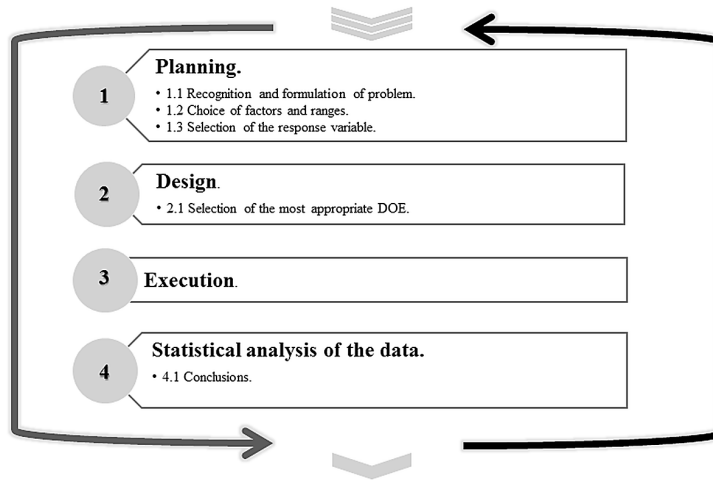 1
Planning.
• 1.1 Recognition and formulation of problem.
• 1.2 Choice of factors and ranges.
• 1.3 Selection of the response variable.
2
Design.
• 2.1 Selection of the most appropriate DOE.
3
Execution.
4
Statistical analysis of the data.
• 4.1 Conclusions.